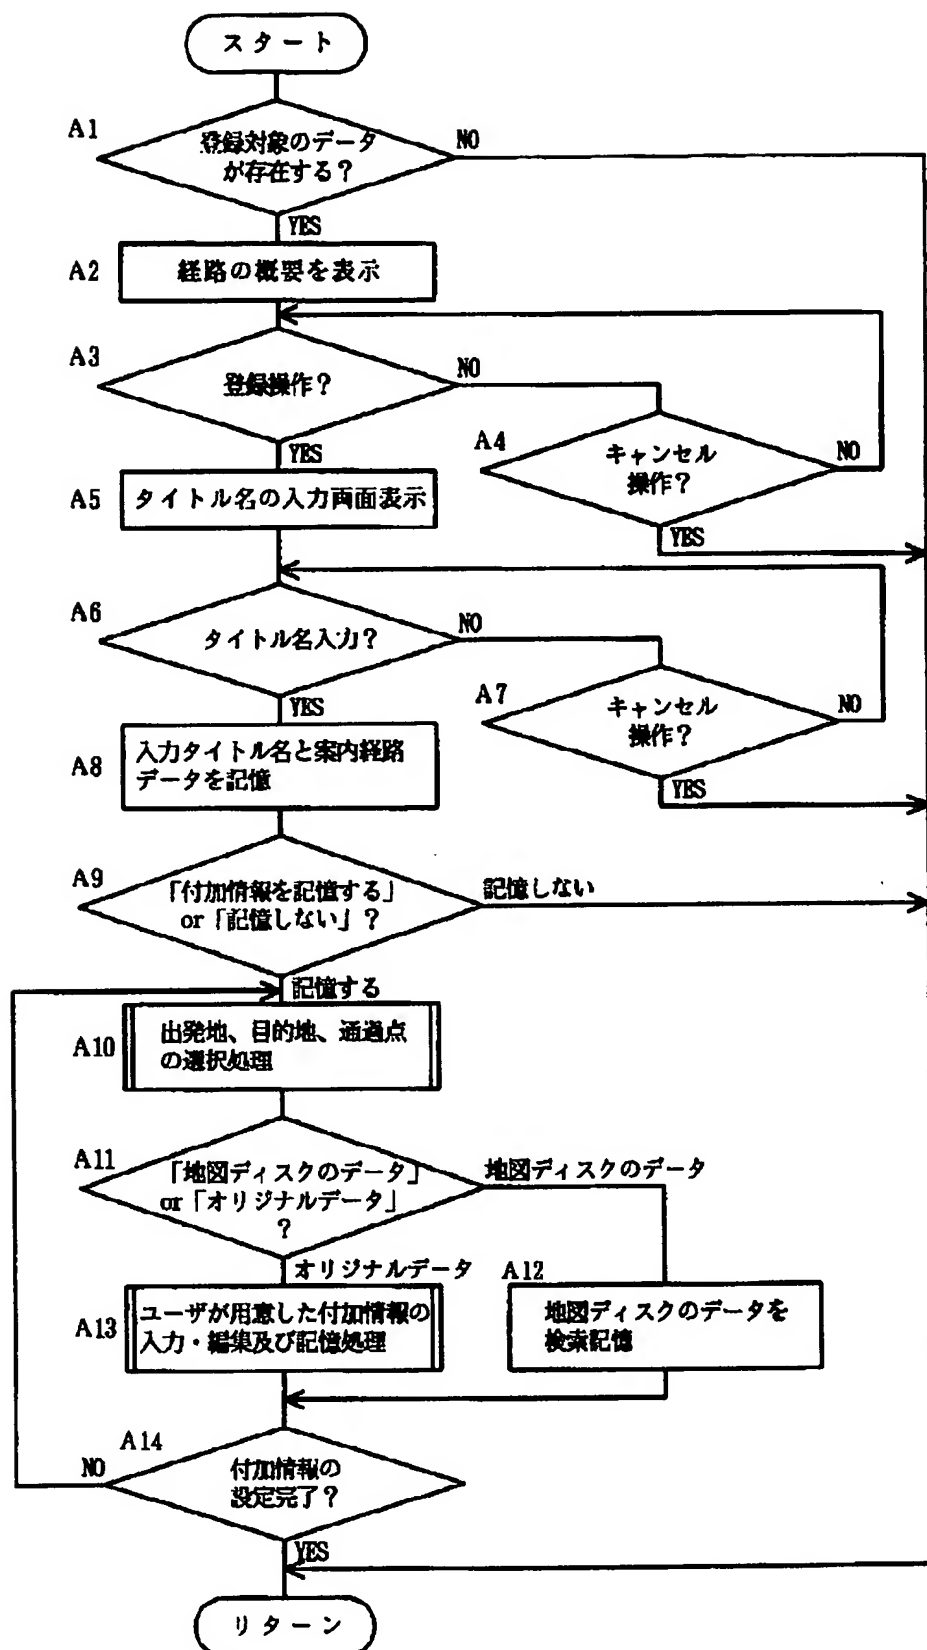 スタート
A1
登録対象のデータ
が存在する?
NO
YES
A2
経路の概要を表示
A3
登録操作?
NO
YES
A4
キャンセル
操作?
NO
YES
A5
タイトル名の入力画面表示
A6
タイトル名入力?
NO
YES
A7
キャンセル
操作?
NO
YES
A8
入力タイトル名と案内経路
データを記憶
A9
「付加情報を記憶する」
or「記憶しない」?
記憶しない
記憶する
A10
出発地、目的地、通過点
の選択処理
A11
「地図ディスクのデータ」
or「オリジナルデータ」
?
地図ディスクのデータ
オリジナルデータ
A12
地図ディスクのデータを
検索記憶
A13
ユーザが用意した付加情報の
入力・編集及び記憶処理
A14
付加情報の
設定完了?
NO
YES
リターン